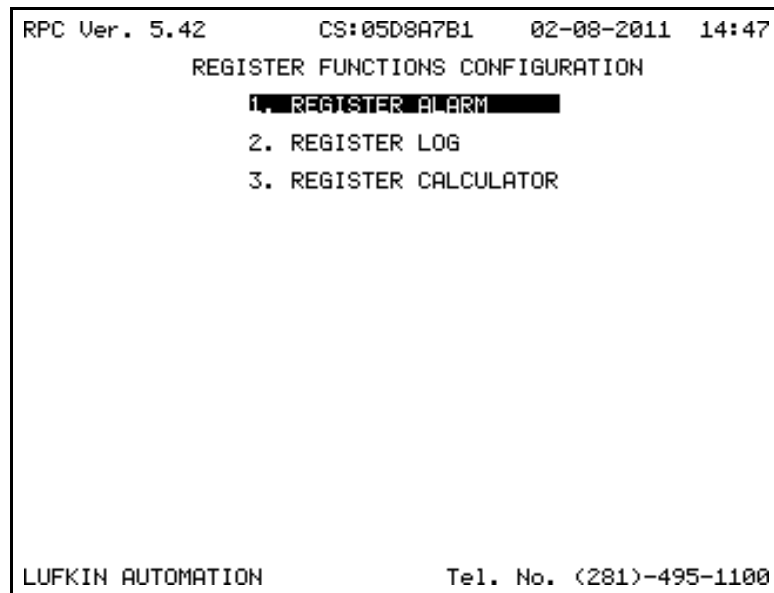 RPC Ver. 5.42 CS:05D8A7B1 02-08-2011 14:47
REGISTER FUNCTIONS CONFIGURATION
1. REGISTER ALARM
2. REGISTER LOG
3. REGISTER CALCULATOR
LUFKIN AUTOMATION Tel. No. (281)-495-1100